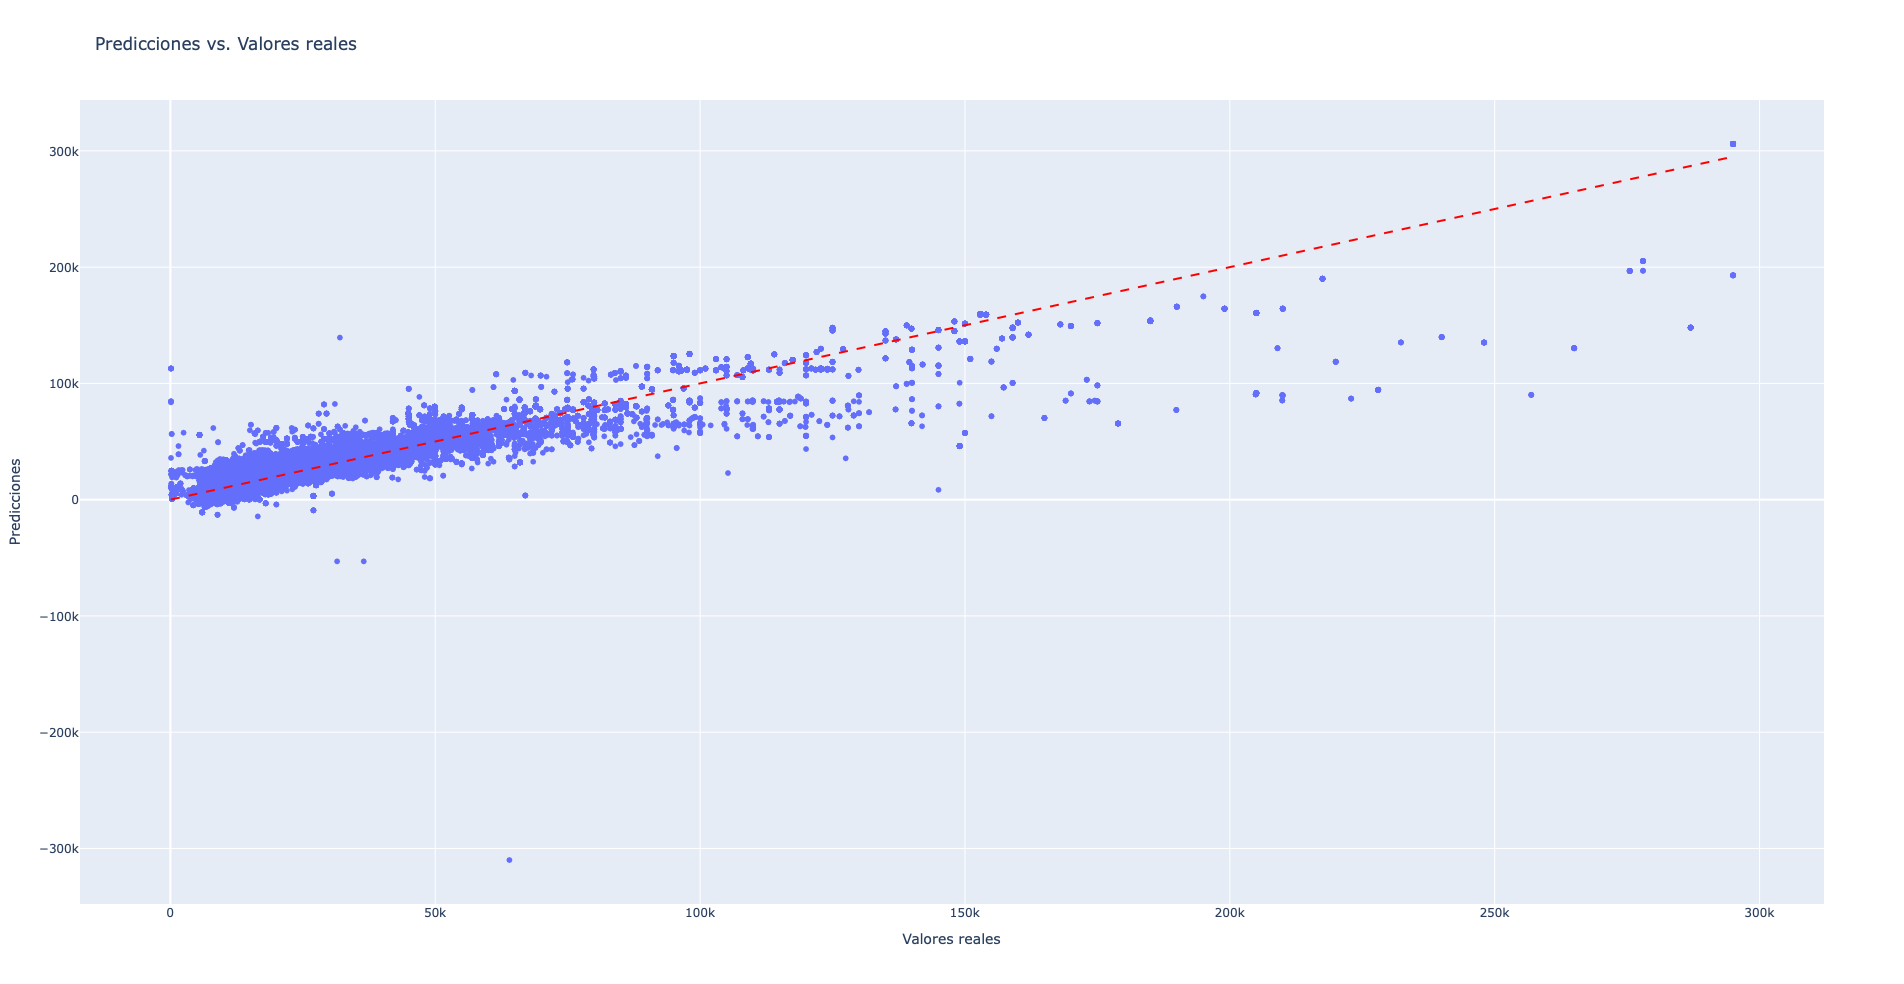 Predicciones vs. Valores reales
300k
200k
100k
0
−100k
−200k
−300k
Predicciones
0
50k
100k
150k
200k
250k
300k
Valores reales